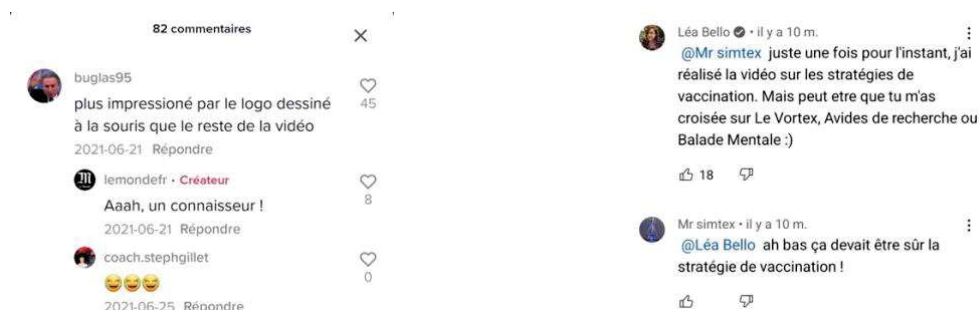 82 commentaires
buglas95
plus impressioné par le logo dessiné
à la souris que le reste de la vidéo
45
2021-06-21 Répondre
lemondefr · Créateur
Aaah, un connaisseur !
8
2021-06-21 Répondre
coach.stephgillet
0
2021-06-25 Répondre
Léa Bello • il y a 10 m.
@Mr simtex juste une fois pour l'instant, j'ai
réalisé la vidéo sur les stratégies de
vaccination. Mais peut etre que tu m'as
croisée sur Le Vortex, Avides de recherche ou
Balade Mentale :)
18
Mr simtex • il y a 10 m.
@Léa Bello ah bas ça devait être sûr la
stratégie de vaccination !